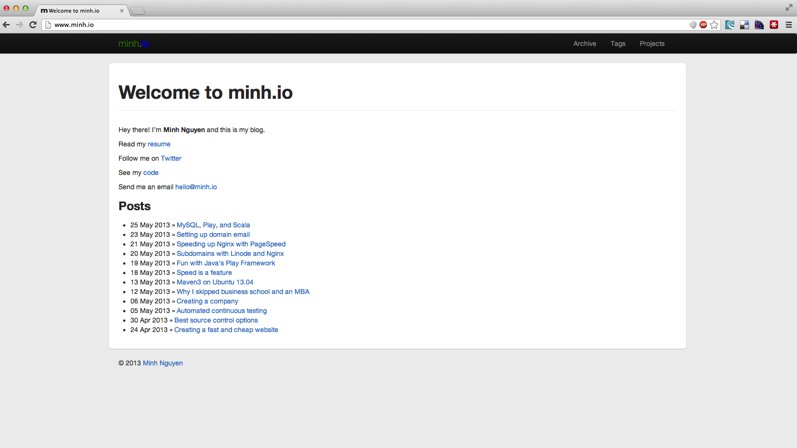 Welcome to minh.io
www.minh.io
minh.io
Archive Tags Projects
Welcome to minh.io
Hey there! I'm Minh Nguyen and this is my blog.
Read my resume
Follow me on Twitter
See my code
Send me an email hello@minh.io
Posts
25 May 2013 » MySQL, Play, and Scala
23 May 2013 » Setting up domain email
21 May 2013 » Speeding up Nginx with PageSpeed
20 May 2013 » Subdomains with Linode and Nginx
19 May 2013 » Fun with Java's Play Framework
18 May 2013 » Speed is a feature
13 May 2013 » Maven3 on Ubuntu 13.04
12 May 2013 » Why I skipped business school and an MBA
06 May 2013 » Creating a company
05 May 2013 » Automated continuous testing
30 Apr 2013 » Best source control options
24 Apr 2013 » Creating a fast and cheap website
© 2013 Minh Nguyen